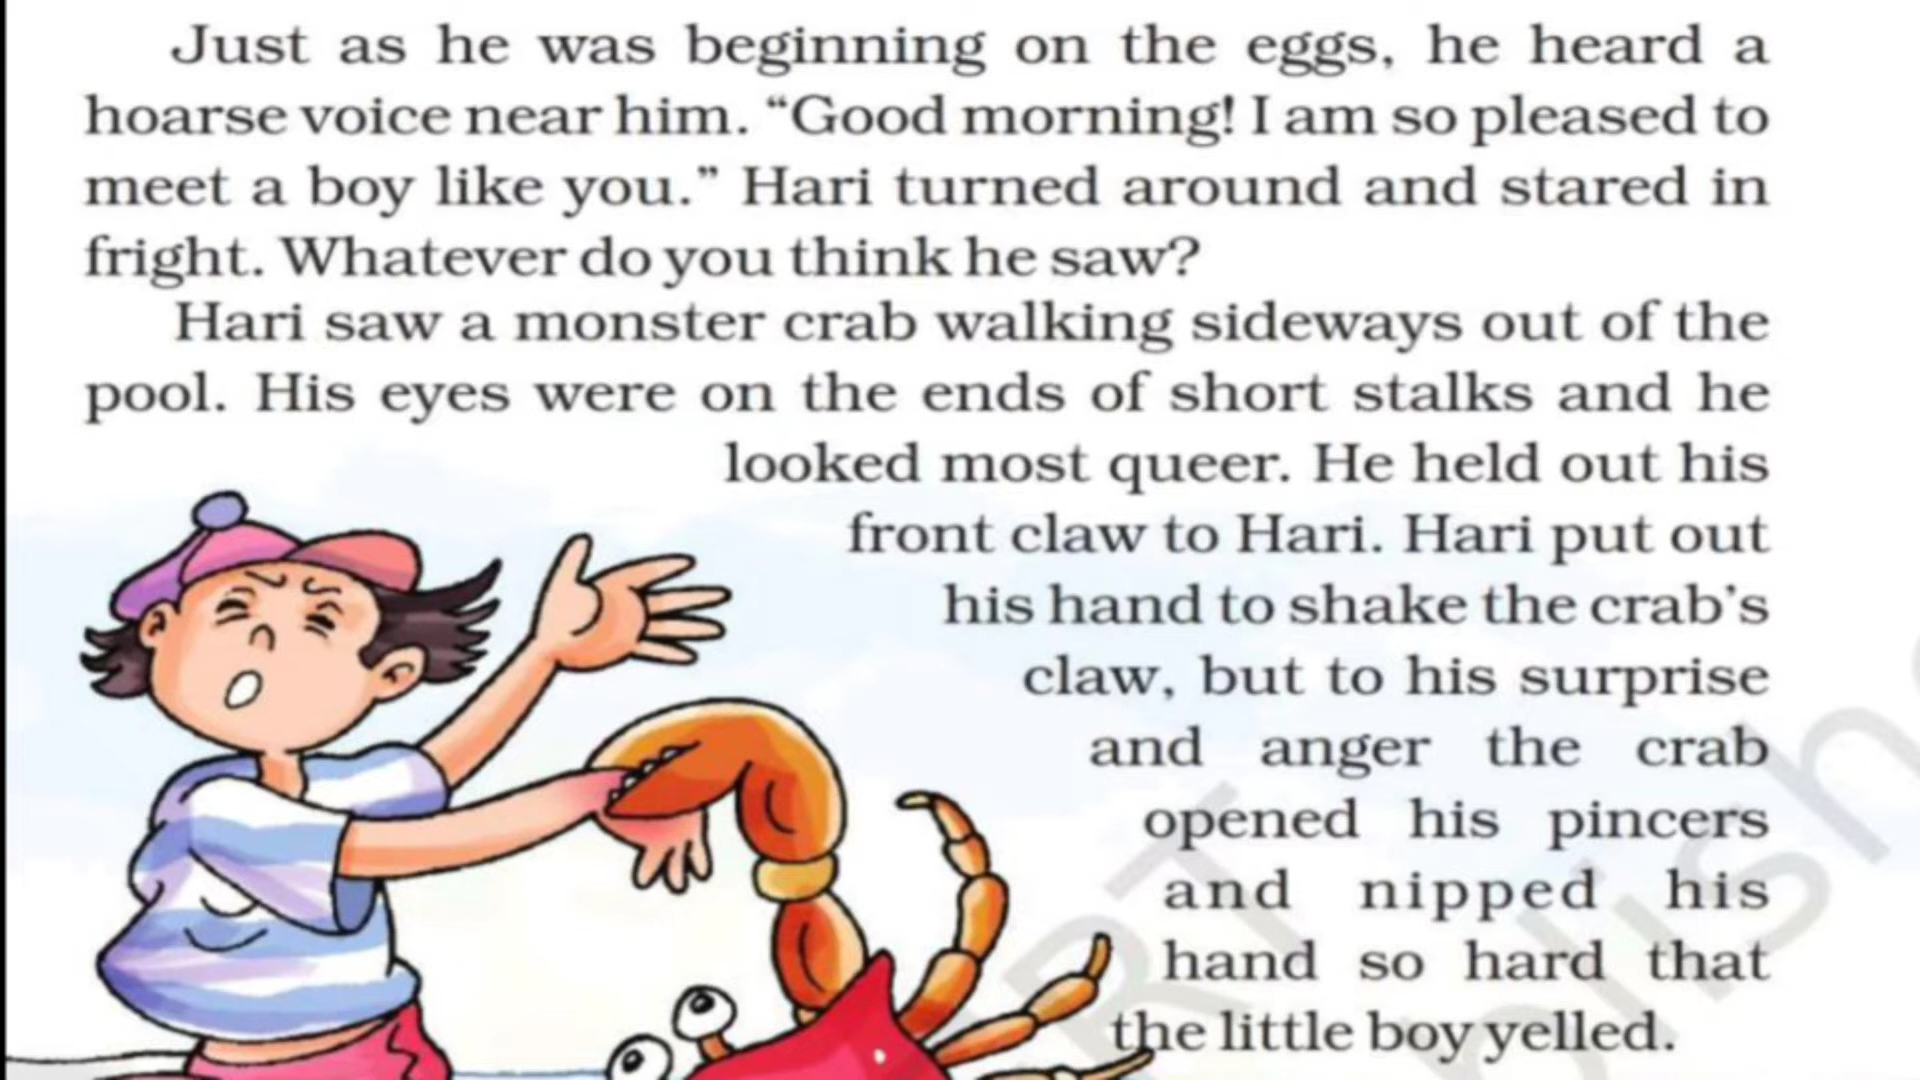 Just as he was beginning on the eggs, he heard a
hoarse voice near him. “Good morning! I am so pleased to
meet a boy like you.” Hari turned around and stared in
fright. Whatever do you think he saw?
Hari saw a monster crab walking sideways out of the
pool. His eyes were on the ends of short stalks and he
looked most queer. He held out his
front claw to Hari. Hari put out
his hand to shake the crab’s
claw, but to his surprise
and anger the crab
opened his pincers
and nipped his
hand so hard that
the little boy yelled.